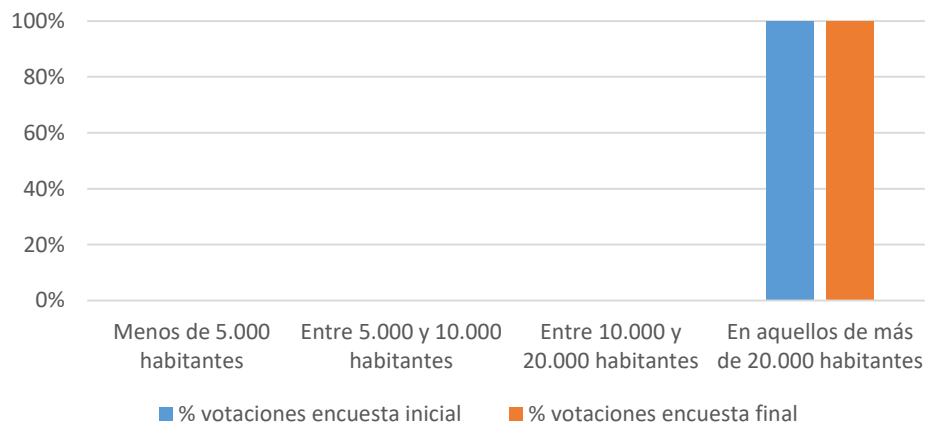 100%
80%
60%
40%
20%
0%
Menos de 5.000
habitantes
Entre 5.000 y 10.000
habitantes
Entre 10.000 y
20.000 habitantes
En aquellos de más
de 20.000 habitantes
% votaciones encuesta inicial
% votaciones encuesta final